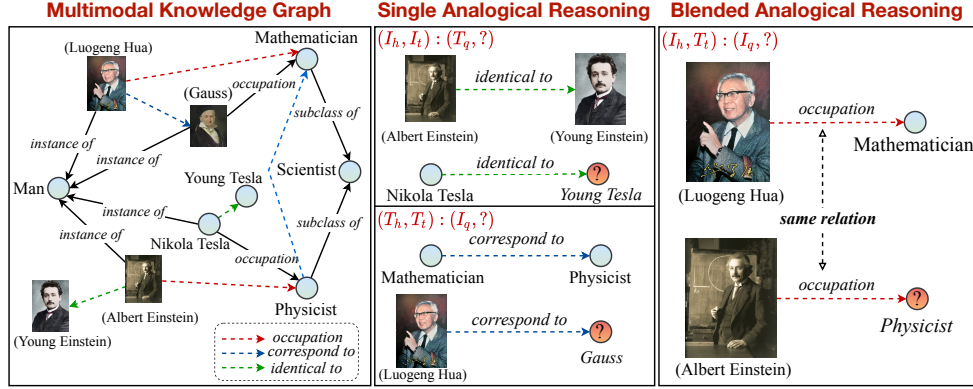 Multimodal Knowledge Graph
(Luogeng Hua)
Mathematician
(Gauss)
occupation
instance of
instance of
subclass of
Man
Young Tesla
Scientist
instance of
Nikola Tesla
instance of
occupation
subclass of
(Albert Einstein)
Physicist
(Young Einstein)
occupation
correspond to
identical to
Single Analogical Reasoning
(I_h, I_t) : (T_q, ?)
identical to
(Albert Einstein)
(Young Einstein)
identical to
?
Nikola Tesla
Young Tesla
(T_h, T_t) : (I_q, ?)
correspond to
Mathematician
Physicist
correspond to
?
Gauss
(Luogeng Hua)
Blended Analogical Reasoning
(I_h, T_t) : (I_q, ?)
occupation
Mathematician
(Luogeng Hua)
same relation
occupation
?
Physicist
(Albert Einstein)